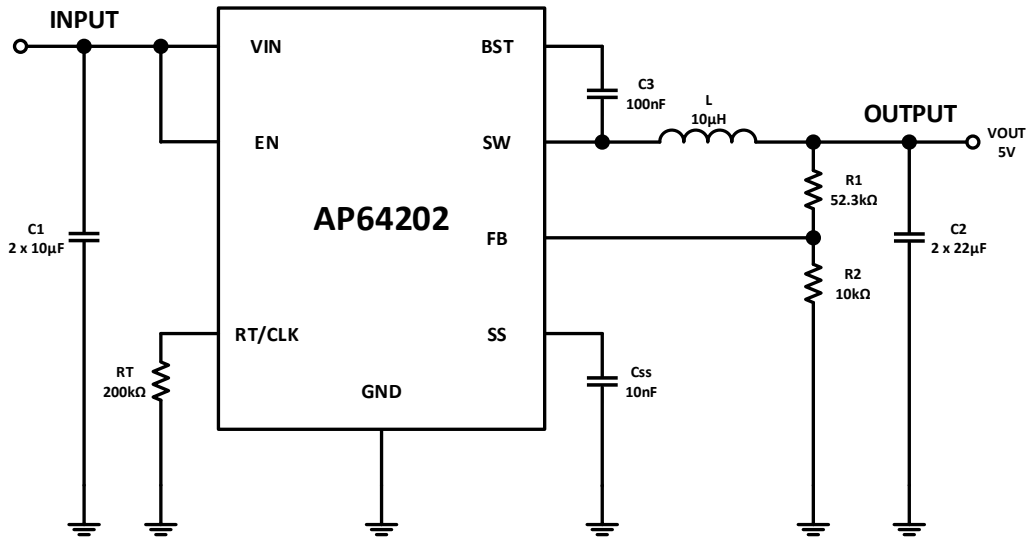 INPUT
VIN
BST
C3
100nF
L
10µH
OUTPUT
VOUT
5V
EN
SW
R1
52.3kΩ
AP64202
C1
2 x 10µF
FB
C2
2 x 22µF
R2
10kΩ
RT/CLK
SS
RT
200kΩ
Css
10nF
GND